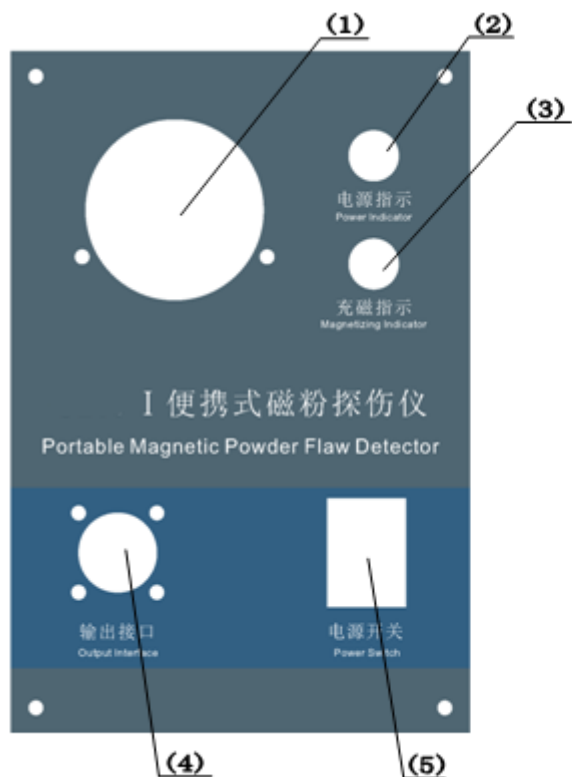 (1)
(2)
(3)
电源指示
Power Indicator
充磁指示
Magnetizing Indicator
I 便携式磁粉探伤仪
Portable Magnetic Powder Flaw Detector
输出接口
Output Interface
电源开关
Power Switch
(4)
(5)